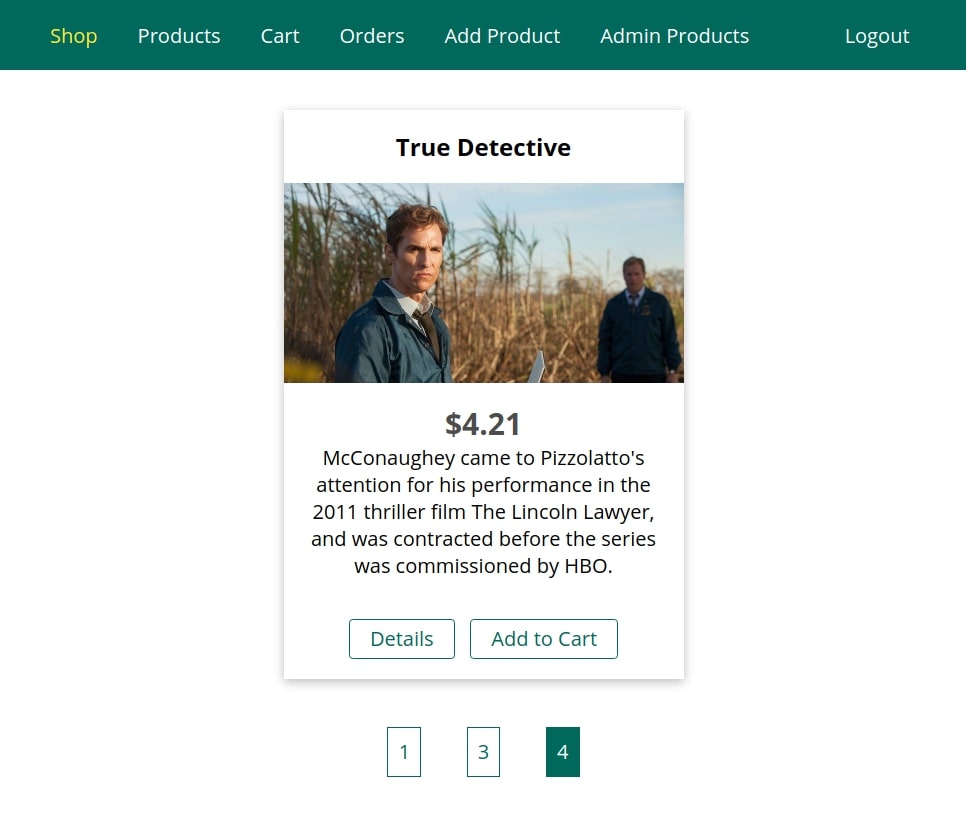 Shop Products Cart Orders Add Product Admin Products Logout
True Detective
$4.21
McConaughey came to Pizzolatto's
attention for his performance in the
2011 thriller film The Lincoln Lawyer,
and was contracted before the series
was commissioned by HBO.
Details Add to Cart
1 3 4